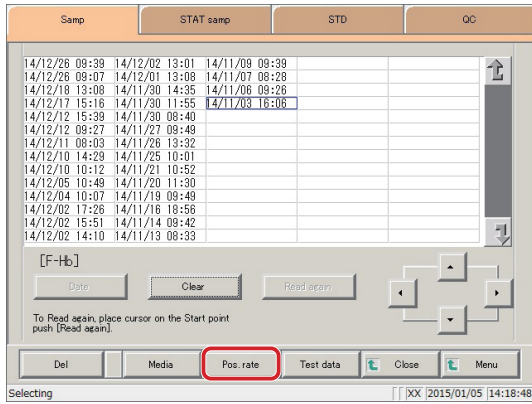 Samp STAT samp STD QC
14/12/26 09:39 14/12/02 13:01 14/11/09 09:39
14/12/26 09:07 14/12/01 13:08 14/11/07 08:28
14/12/18 13:08 14/11/30 14:35 14/11/06 09:26
14/12/17 15:16 14/11/30 11:55 14/11/03 16:06
14/12/12 15:39 14/11/30 08:40
14/12/12 09:27 14/11/27 09:49
14/12/11 08:03 14/11/26 13:32
14/12/10 14:29 14/11/25 10:01
14/12/10 10:12 14/11/21 10:52
14/12/05 10:49 14/11/20 11:30
14/12/04 10:07 14/11/19 09:49
14/12/02 17:26 14/11/16 18:56
14/12/02 15:51 14/11/14 09:42
14/12/02 14:10 14/11/13 08:33
[F-Hb]
Date Clear Read again
To Read again, place cursor on the Start point
push [Read again].
Del Media Pos. rate Test data Close Menu
Selecting XX 2015/01/05 14:18:48